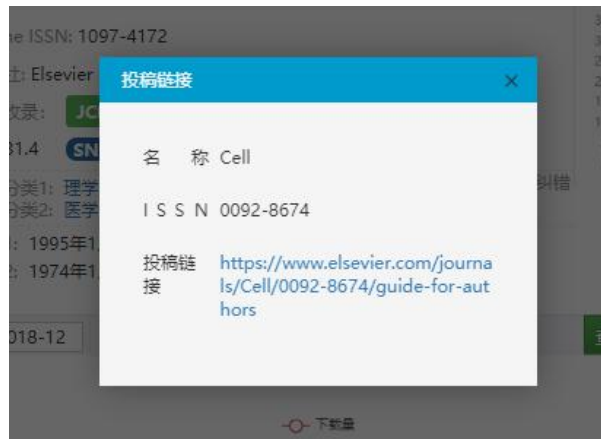 ne ISSN: 1097-4172
社: Elsevier
收录:
投稿链接
×
31.4 SN
名 称 Cell
分类1: 理学
纠错
分类2: 医学
I S S N 0092-8674
: 1995年1
: 1974年1
投稿链
接
https://www.elsevier.com/journa
ls/Cell/0092-8674/guide-for-aut
hors
018-12
下载量